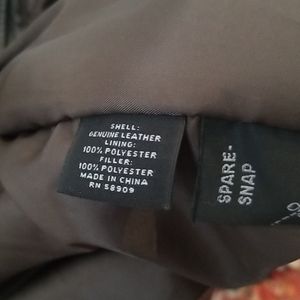 SHELL:
GENUINE LEATHER
LINING:
100% POLYESTER
FILLER:
100% POLYESTER
MADE IN CHINA
RN 58909
SPARE-
SNAP